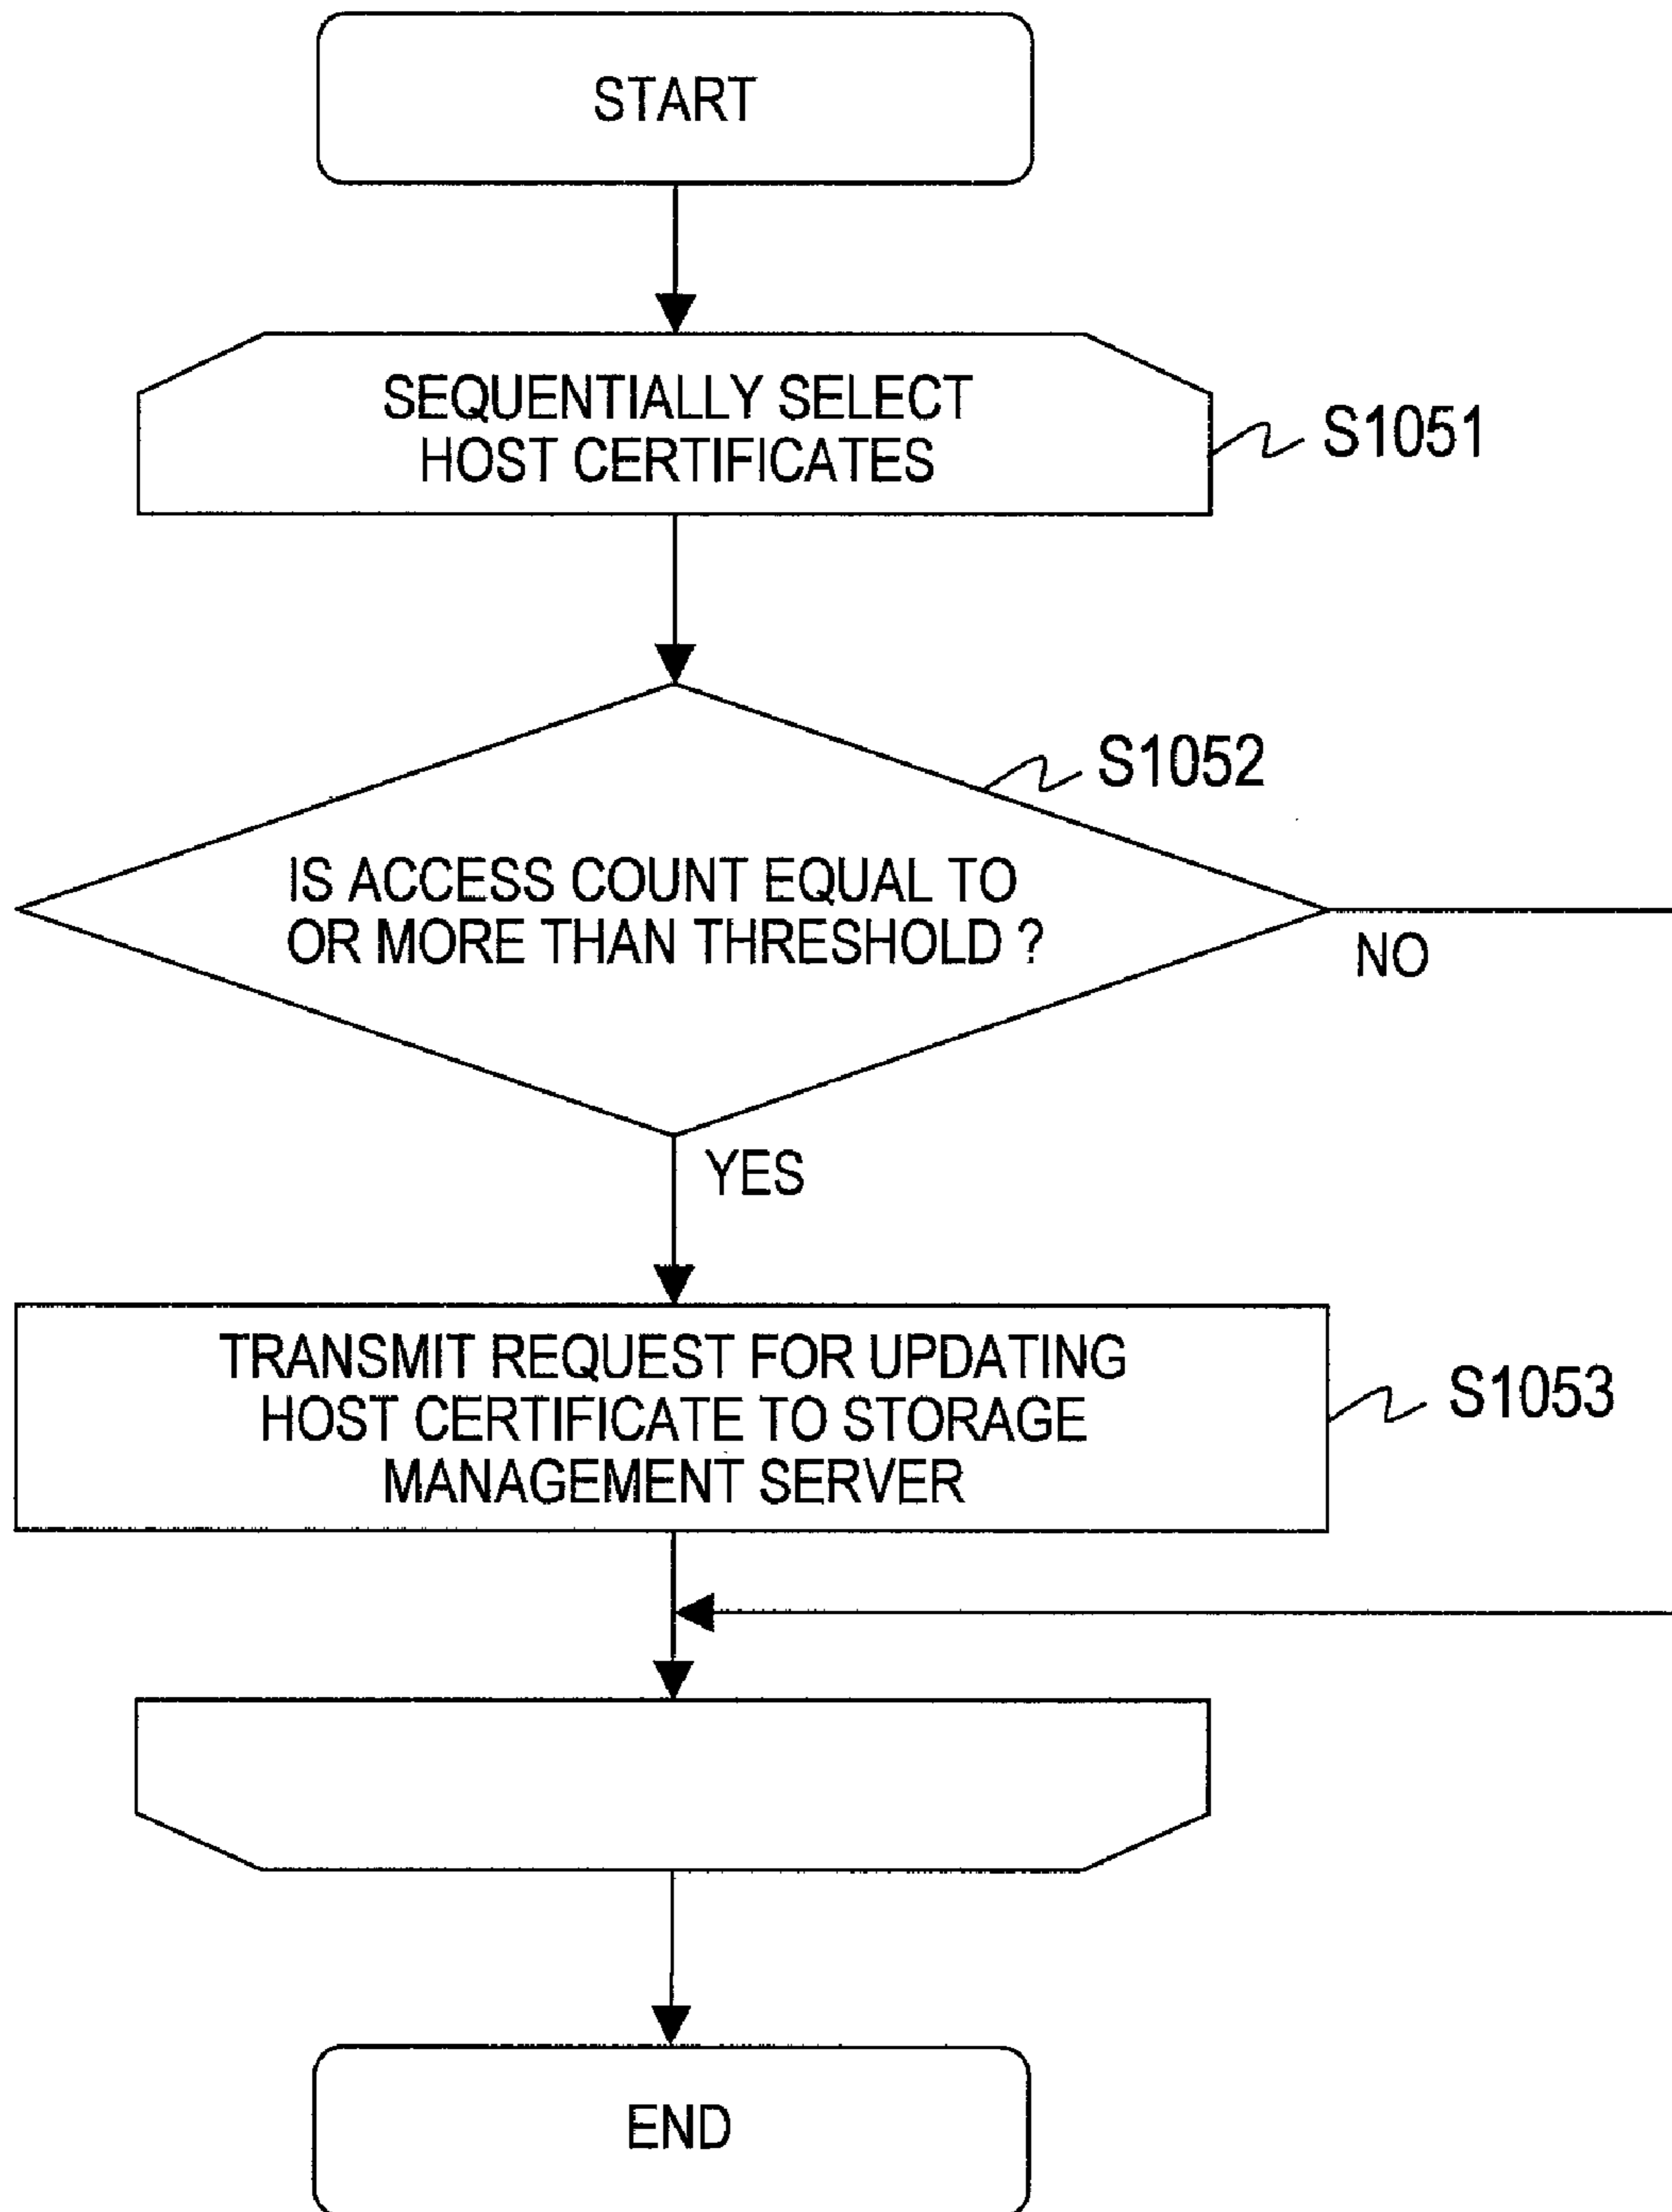 START
SEQUENTIALLY SELECT
HOST CERTIFICATES
S1051
S1052
IS ACCESS COUNT EQUAL TO
OR MORE THAN THRESHOLD ?
NO
YES
TRANSMIT REQUEST FOR UPDATING
HOST CERTIFICATE TO STORAGE
MANAGEMENT SERVER
S1053
END